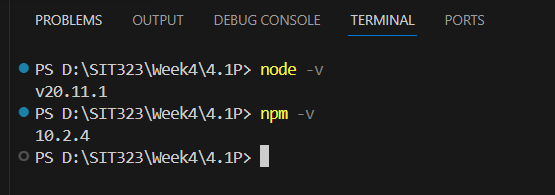 PROBLEMS OUTPUT DEBUG CONSOLE TERMINAL PORTS
PS D:\SIT323\Week4\4.1P> node -v
v20.11.1
PS D:\SIT323\Week4\4.1P> npm -v
10.2.4
PS D:\SIT323\Week4\4.1P>